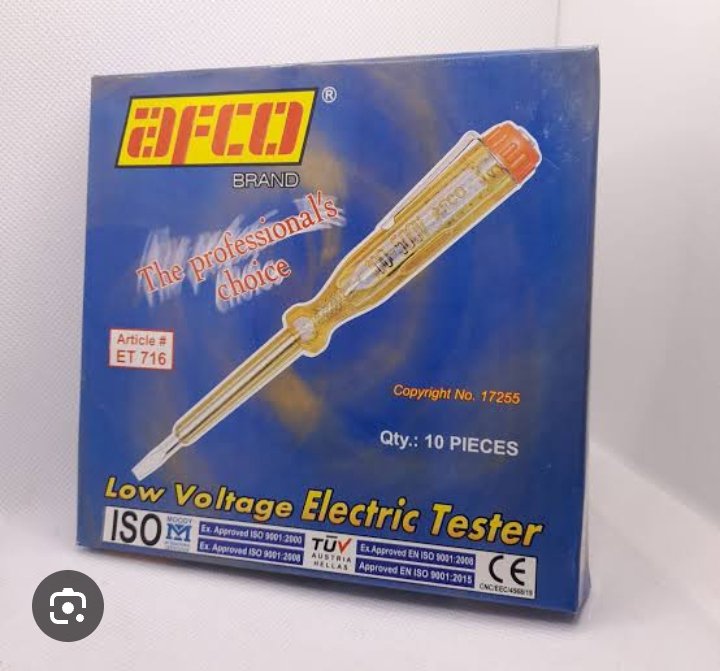 AFCO ®
BRAND
The professional's
choice
AFCO
Article #
ET 716
Copyright No. 17255
Qty.: 10 PIECES
Low Voltage Electric Tester
ISO
MOODY
Ex. Approved ISO 9001:2000
Ex. Approved ISO 9001:2008
TÜV
AUSTRIA
HELLAS
Ex.Approved EN ISO 9001:2008
Approved EN ISO 9001:2015
CE